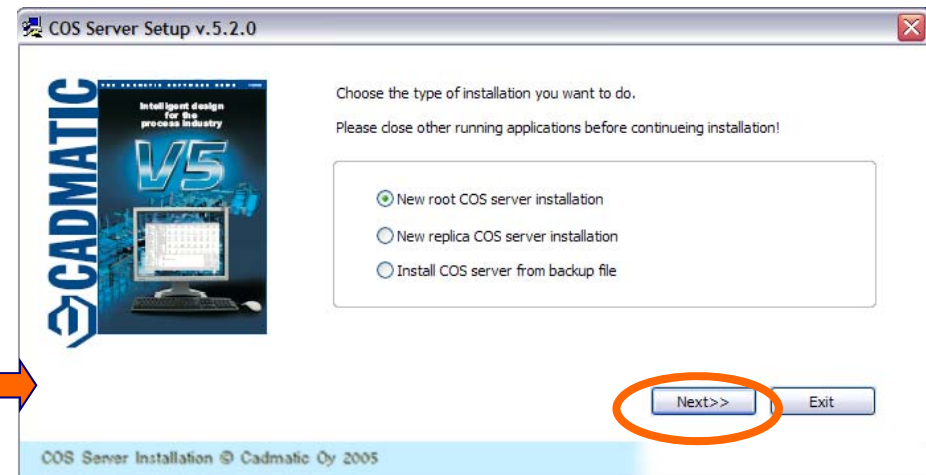 COS Server Setup v.5.2.0
CADMATIC
Intelligent design
for the
process industry
V5
Choose the type of installation you want to do.
Please close other running applications before continueing installation!
New root COS server installation
New replica COS server installation
Install COS server from backup file
Next>>
Exit
COS Server Installation © Cadmatic Oy 2005